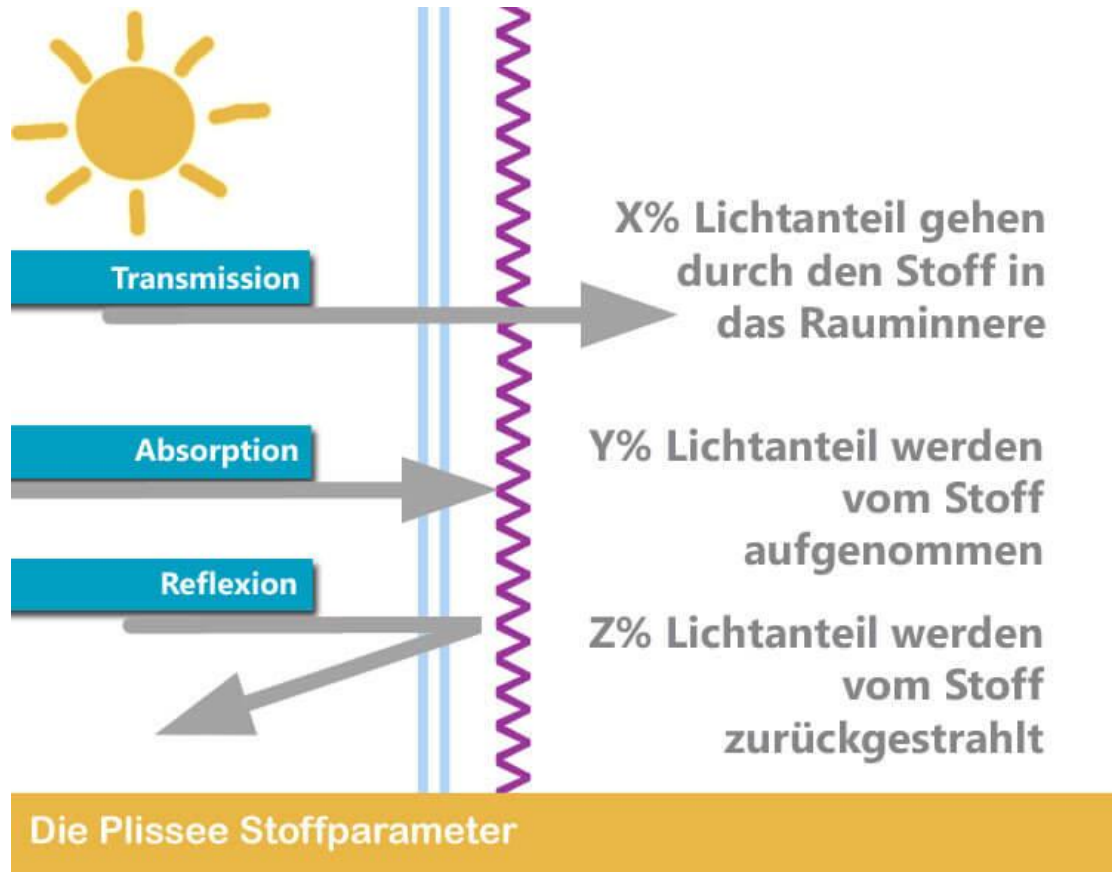 Transmission
X% Lichtanteil gehen
durch den Stoff in
das Rauminnere
Absorption
Y% Lichtanteil werden
vom Stoff
aufgenommen
Reflexion
Z% Lichtanteil werden
vom Stoff
zurückgestrahlt
Die Plissee Stoffparameter